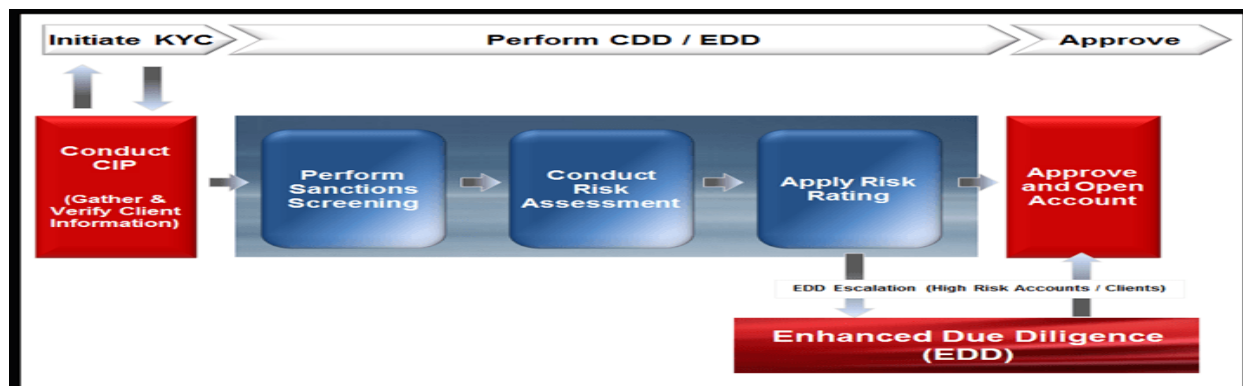 Initiate KYC
Perform CDD / EDD
Approve
Conduct
CIP
(Gather &
Verify Client
Information)
Perform
Sanctions
Screening
Conduct
Risk
Assessment
Apply Risk
Rating
Approve
and Open
Account
EDD Escalation (High Risk Accounts / Clients)
Enhanced Due Diligence
(EDD)